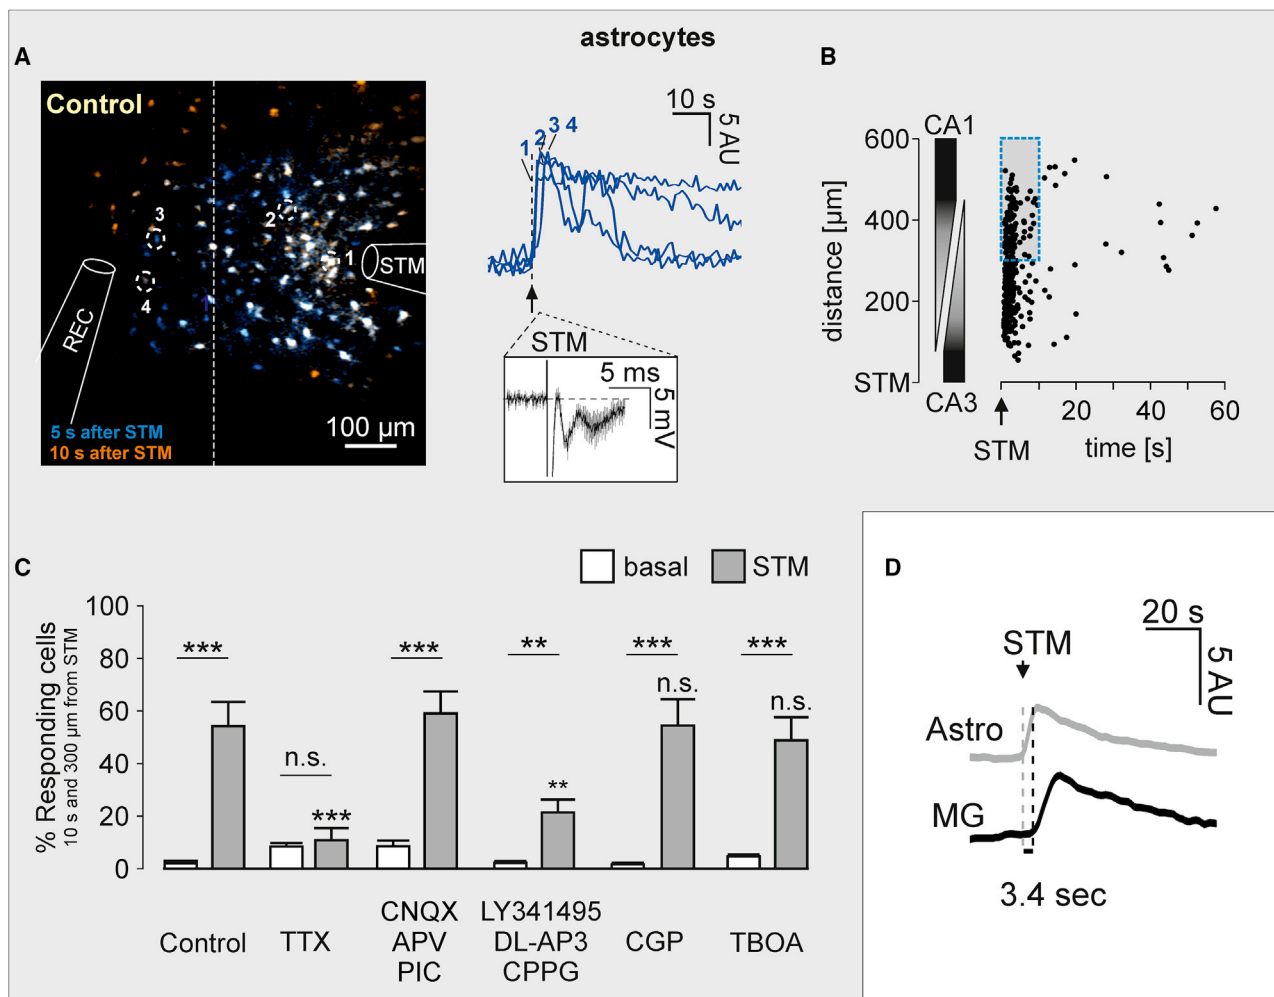 astrocytes
A
Control
3
2
1
4
STM
REC
5 s after STM
10 s after STM
100 µm
10 s
5 AU
1
2
3 4
STM
5 ms
5 mV
B
CA1
600
400
200
STM
distance [µm]
CA3
20
40
60
STM
time [s]
C
basal
STM
% Responding cells
10 s and 300 µm from STM
100
80
60
40
20
0
***
n.s.
***
***
**
**
***
n.s.
***
n.s.
Control
TTX
CNQX
APV
PIC
LY341495
DL-AP3
CPPG
CGP
TBOA
D
20 s
5 AU
STM
Astro
MG
3.4 sec